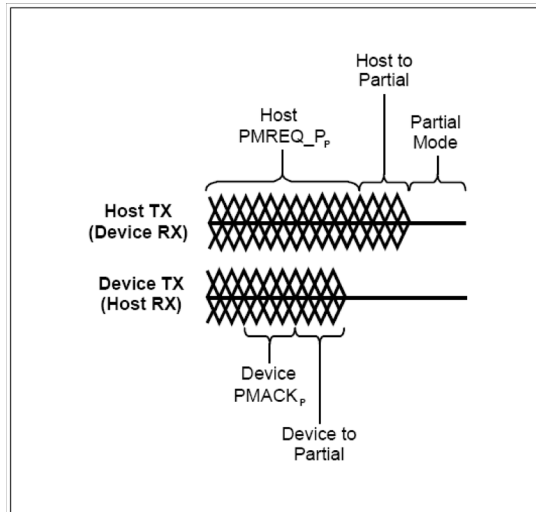 Host to
Partial
Host
PMREQ_PP
Partial
Mode
Host TX
(Device RX)
Device TX
(Host RX)
Device
PMACKP
Device to
Partial